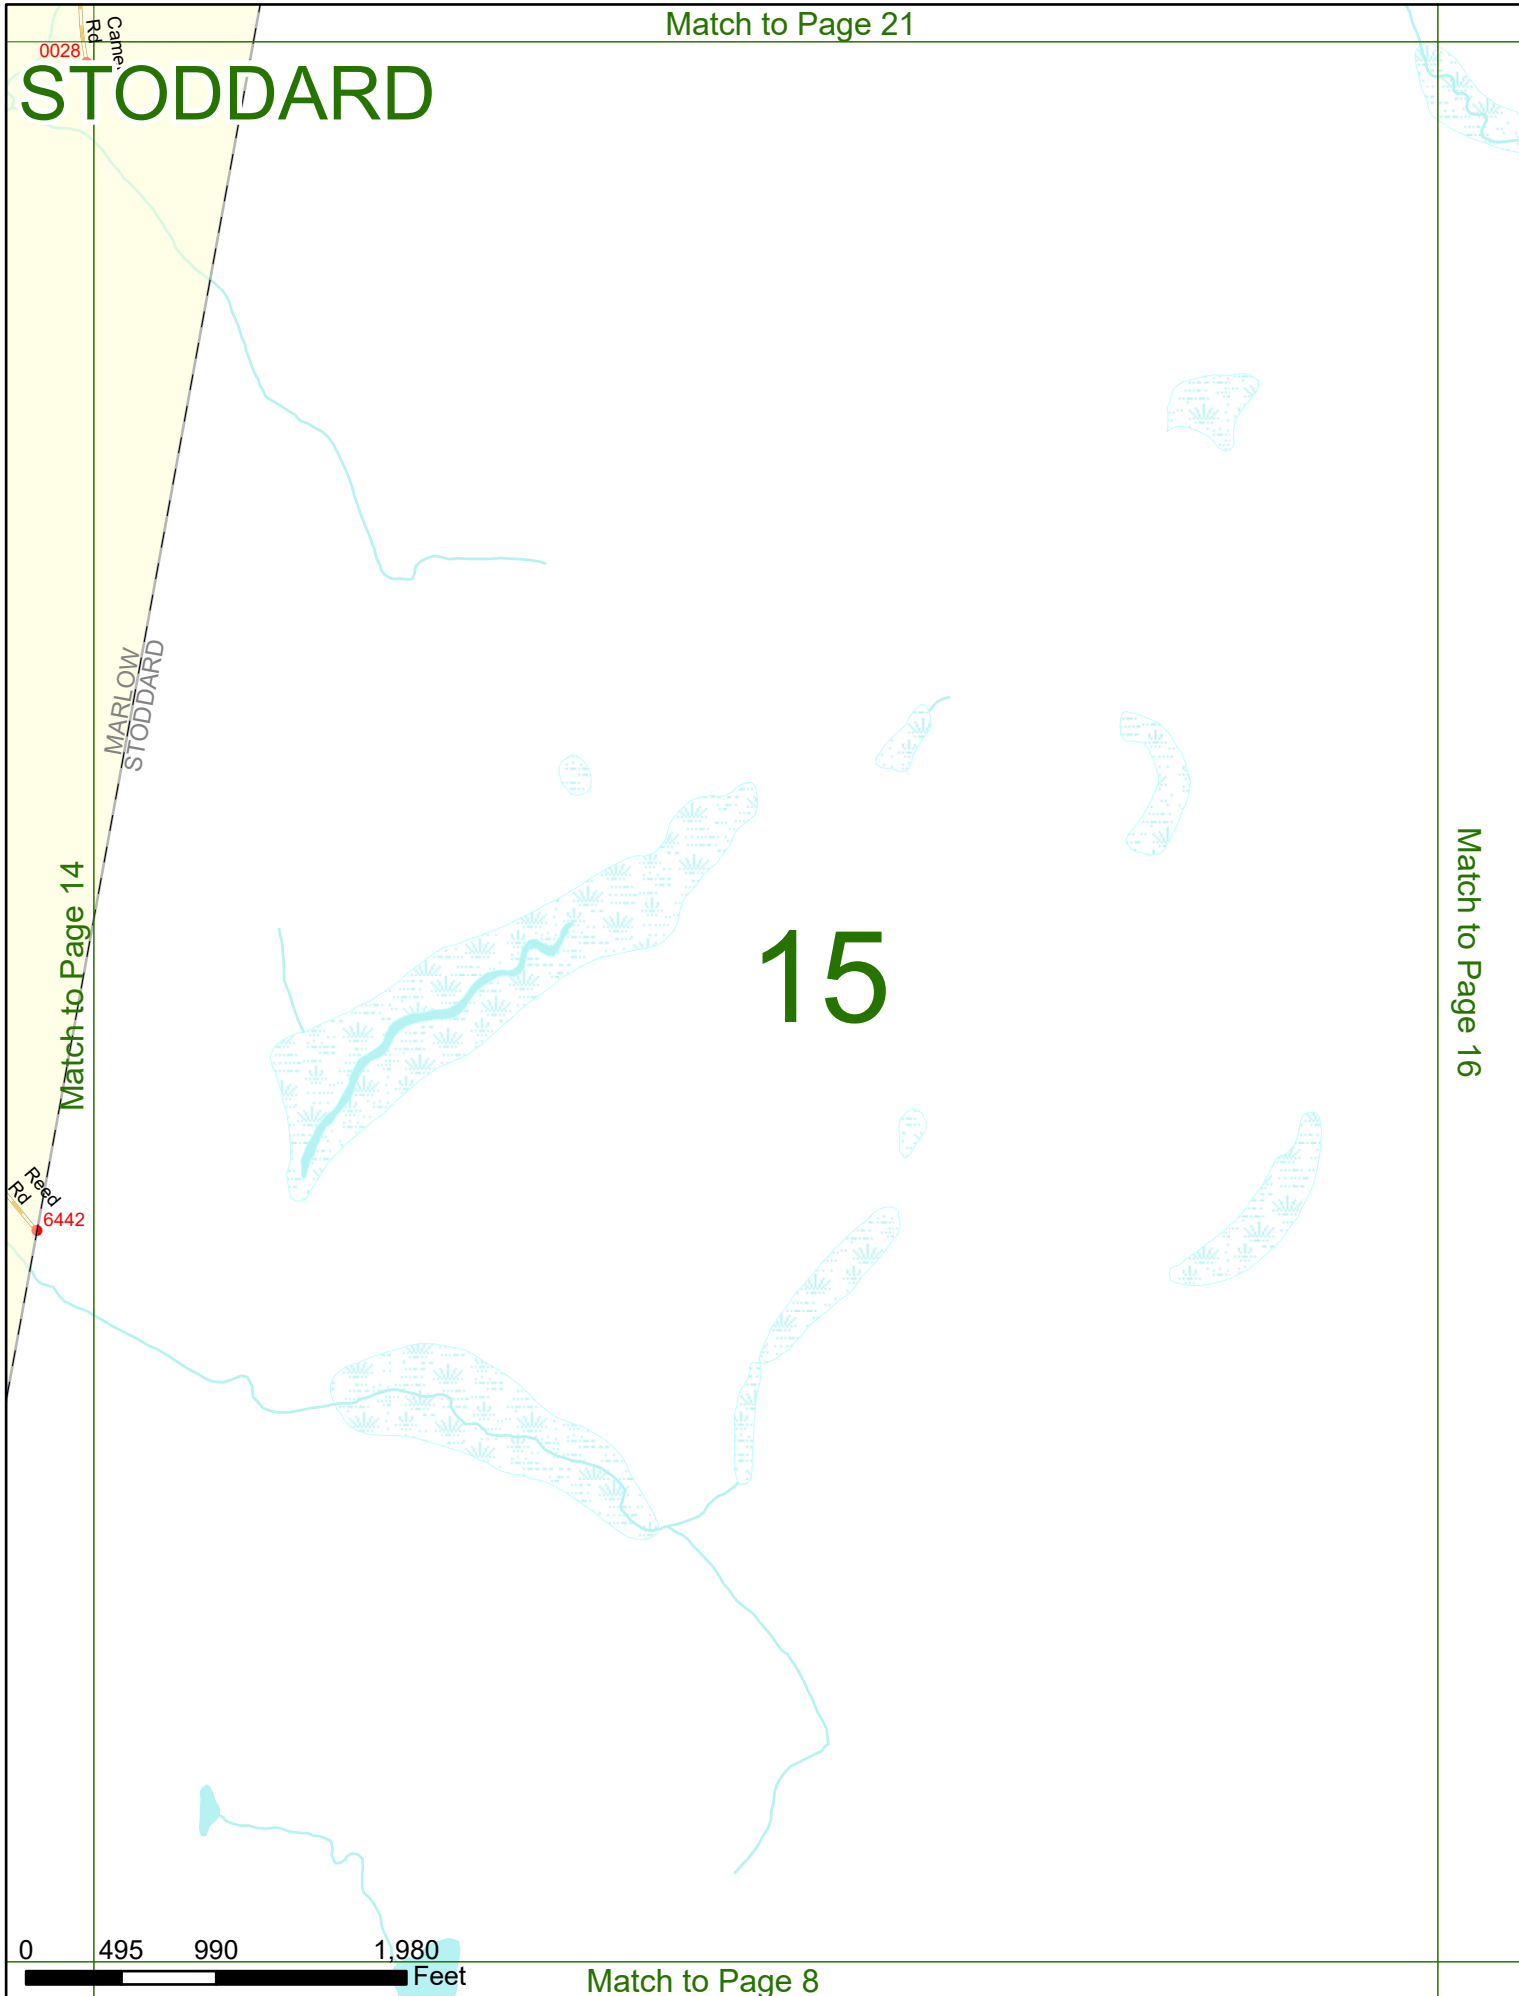 Match to Page 21
Rd
0028
STODDARD
MARLOW
STODDARD
Match to Page 14
15
Match to Page 16
Reed
Rd
6442
0 495 990 1,980
Feet
Match to Page 8